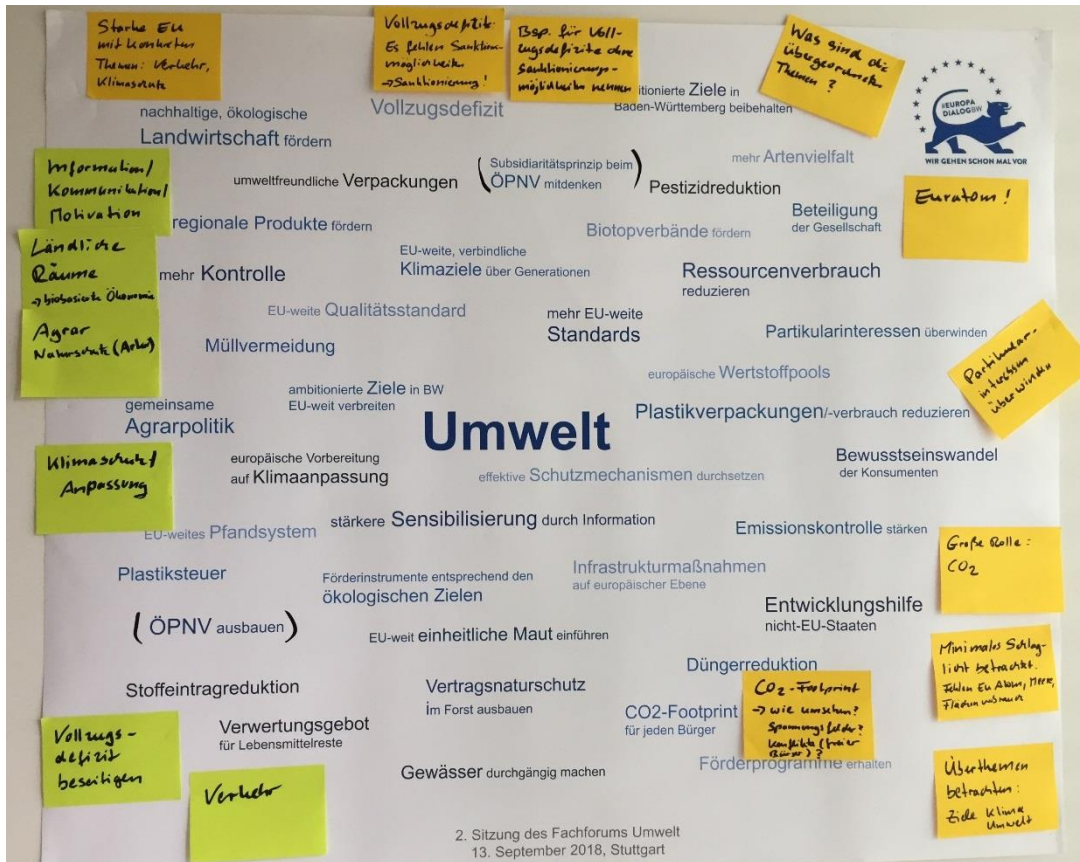 Starke EU
mit konkreten
Themen: Verkehr,
Klimaschutz
Vollzugsdefizite:
Es fehlen Sanktions-
möglichkeiten
→ Sanktionierung!
Bsp. für Voll-
zugsdefizite ohne
Sanktionierungs-
möglichkeiten nennen
Was sind die
übergeordneten
Themen?
#EUROPA
DIALOGBW
WIR GEHEN SCHON MAL VOR
nachhaltige, ökologische
Landwirtschaft fördern
Vollzugsdefizit
Ziele in
Baden-Württemberg beibehalten
Information/
Kommunikation/
Motivation
umweltfreundliche Verpackungen
(Subsidiaritätsprinzip beim
ÖPNV mitdenken)
mehr Artenvielfalt
Pestizidreduktion
Euratom!
regionale Produkte fördern
Biotopverbände fördern
Beteiligung
der Gesellschaft
Ländliche
Räume
→ biobasierte Ökonomie
mehr Kontrolle
EU-weite, verbindliche
Klimaziele über Generationen
Ressourcenverbrauch
reduzieren
EU-weite Qualitätsstandard
mehr EU-weite
Standards
Partikularinteressen überwinden
Agrar
Naturschutz (Arten)
Müllvermeidung
europäische Wertstoffpools
Partikular-
interessen
überwinden
ambitionierte Ziele in BW
EU-weit verbreiten
gemeinsame
Agrarpolitik
Umwelt
Plastikverpackungen/-verbrauch reduzieren
Klimaschutz/
Anpassung
europäische Vorbereitung
auf Klimaanpassung
effektive Schutzmechanismen durchsetzen
Bewusstseinswandel
der Konsumenten
EU-weites Pfandsystem
stärkere Sensibilisierung durch Information
Emissionskontrolle stärken
Große Rolle:
CO2
Plastiksteuer
Förderinstrumente entsprechend den
ökologischen Zielen
Infrastrukturmaßnahmen
auf europäischer Ebene
(ÖPNV ausbauen)
EU-weit einheitliche Maut einführen
Entwicklungshilfe
nicht-EU-Staaten
Minimales Schlag-
licht betrachtet.
Fehlen Eu Atom, Meere,
Flächenverbrauch
Düngerreduktion
Stoffeintragreduktion
Vertragsnaturschutz
im Forst ausbauen
CO2-Footprint
für jeden Bürger
CO2-Footprint
→ wie umsehen?
Spannungsfelder?
Konflikte (freier
Bürger)?
Vollzugs-
defizit
beseitigen
Verwertungsgebot
für Lebensmittelreste
Gewässer durchgängig machen
Förderprogramme erhalten
Überthemen
betrachten:
Ziele Klima
Umwelt
Verkehr
2. Sitzung des Fachforums Umwelt
13. September 2018, Stuttgart